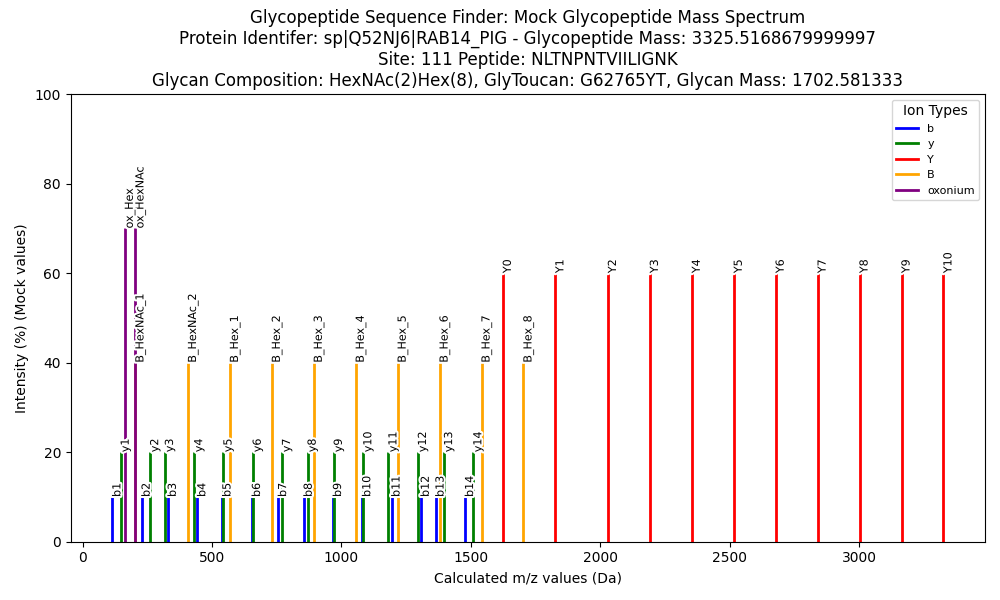 Glycopeptide Sequence Finder: Mock Glycopeptide Mass Spectrum
Protein Identifer: sp|Q52NJ6|RAB14_PIG - Glycopeptide Mass: 3325.5168679999997
Site: 111 Peptide: NLTNPNTVIILIGNK
Glycan Composition: HexNAc(2)Hex(8), GlyToucan: G62765YT, Glycan Mass: 1702.581333
Intensity (%) (Mock values)
100
80
60
40
20
0
Ion Types
b
y
Y
B
oxonium
ox_Hex
ox_HexNAc
Y0
Y1
Y2
Y3
Y4
Y5
Y6
Y7
Y8
Y9
Y10
B_HexNAc_1
B_HexNAc_2
B_Hex_1
B_Hex_2
B_Hex_3
B_Hex_4
B_Hex_5
B_Hex_6
B_Hex_7
B_Hex_8
y1
y2
y3
y4
y5
y6
y7
y8
y9
y10
y11
y12
y13
y14
b1
b2
b3
b4
b5
b6
b7
b8
b9
b10
b11
b12
b13
b14
0
500
1000
1500
2000
2500
3000
Calculated m/z values (Da)